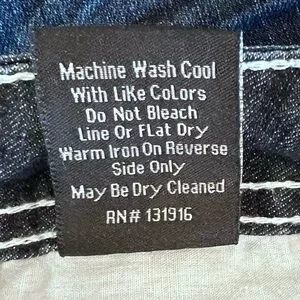 Machine Wash Cool
With Like Colors
Do Not Bleach
Line Or Flat Dry
Warm Iron On Reverse
Side Only
May Be Dry Cleaned
RN# 131916